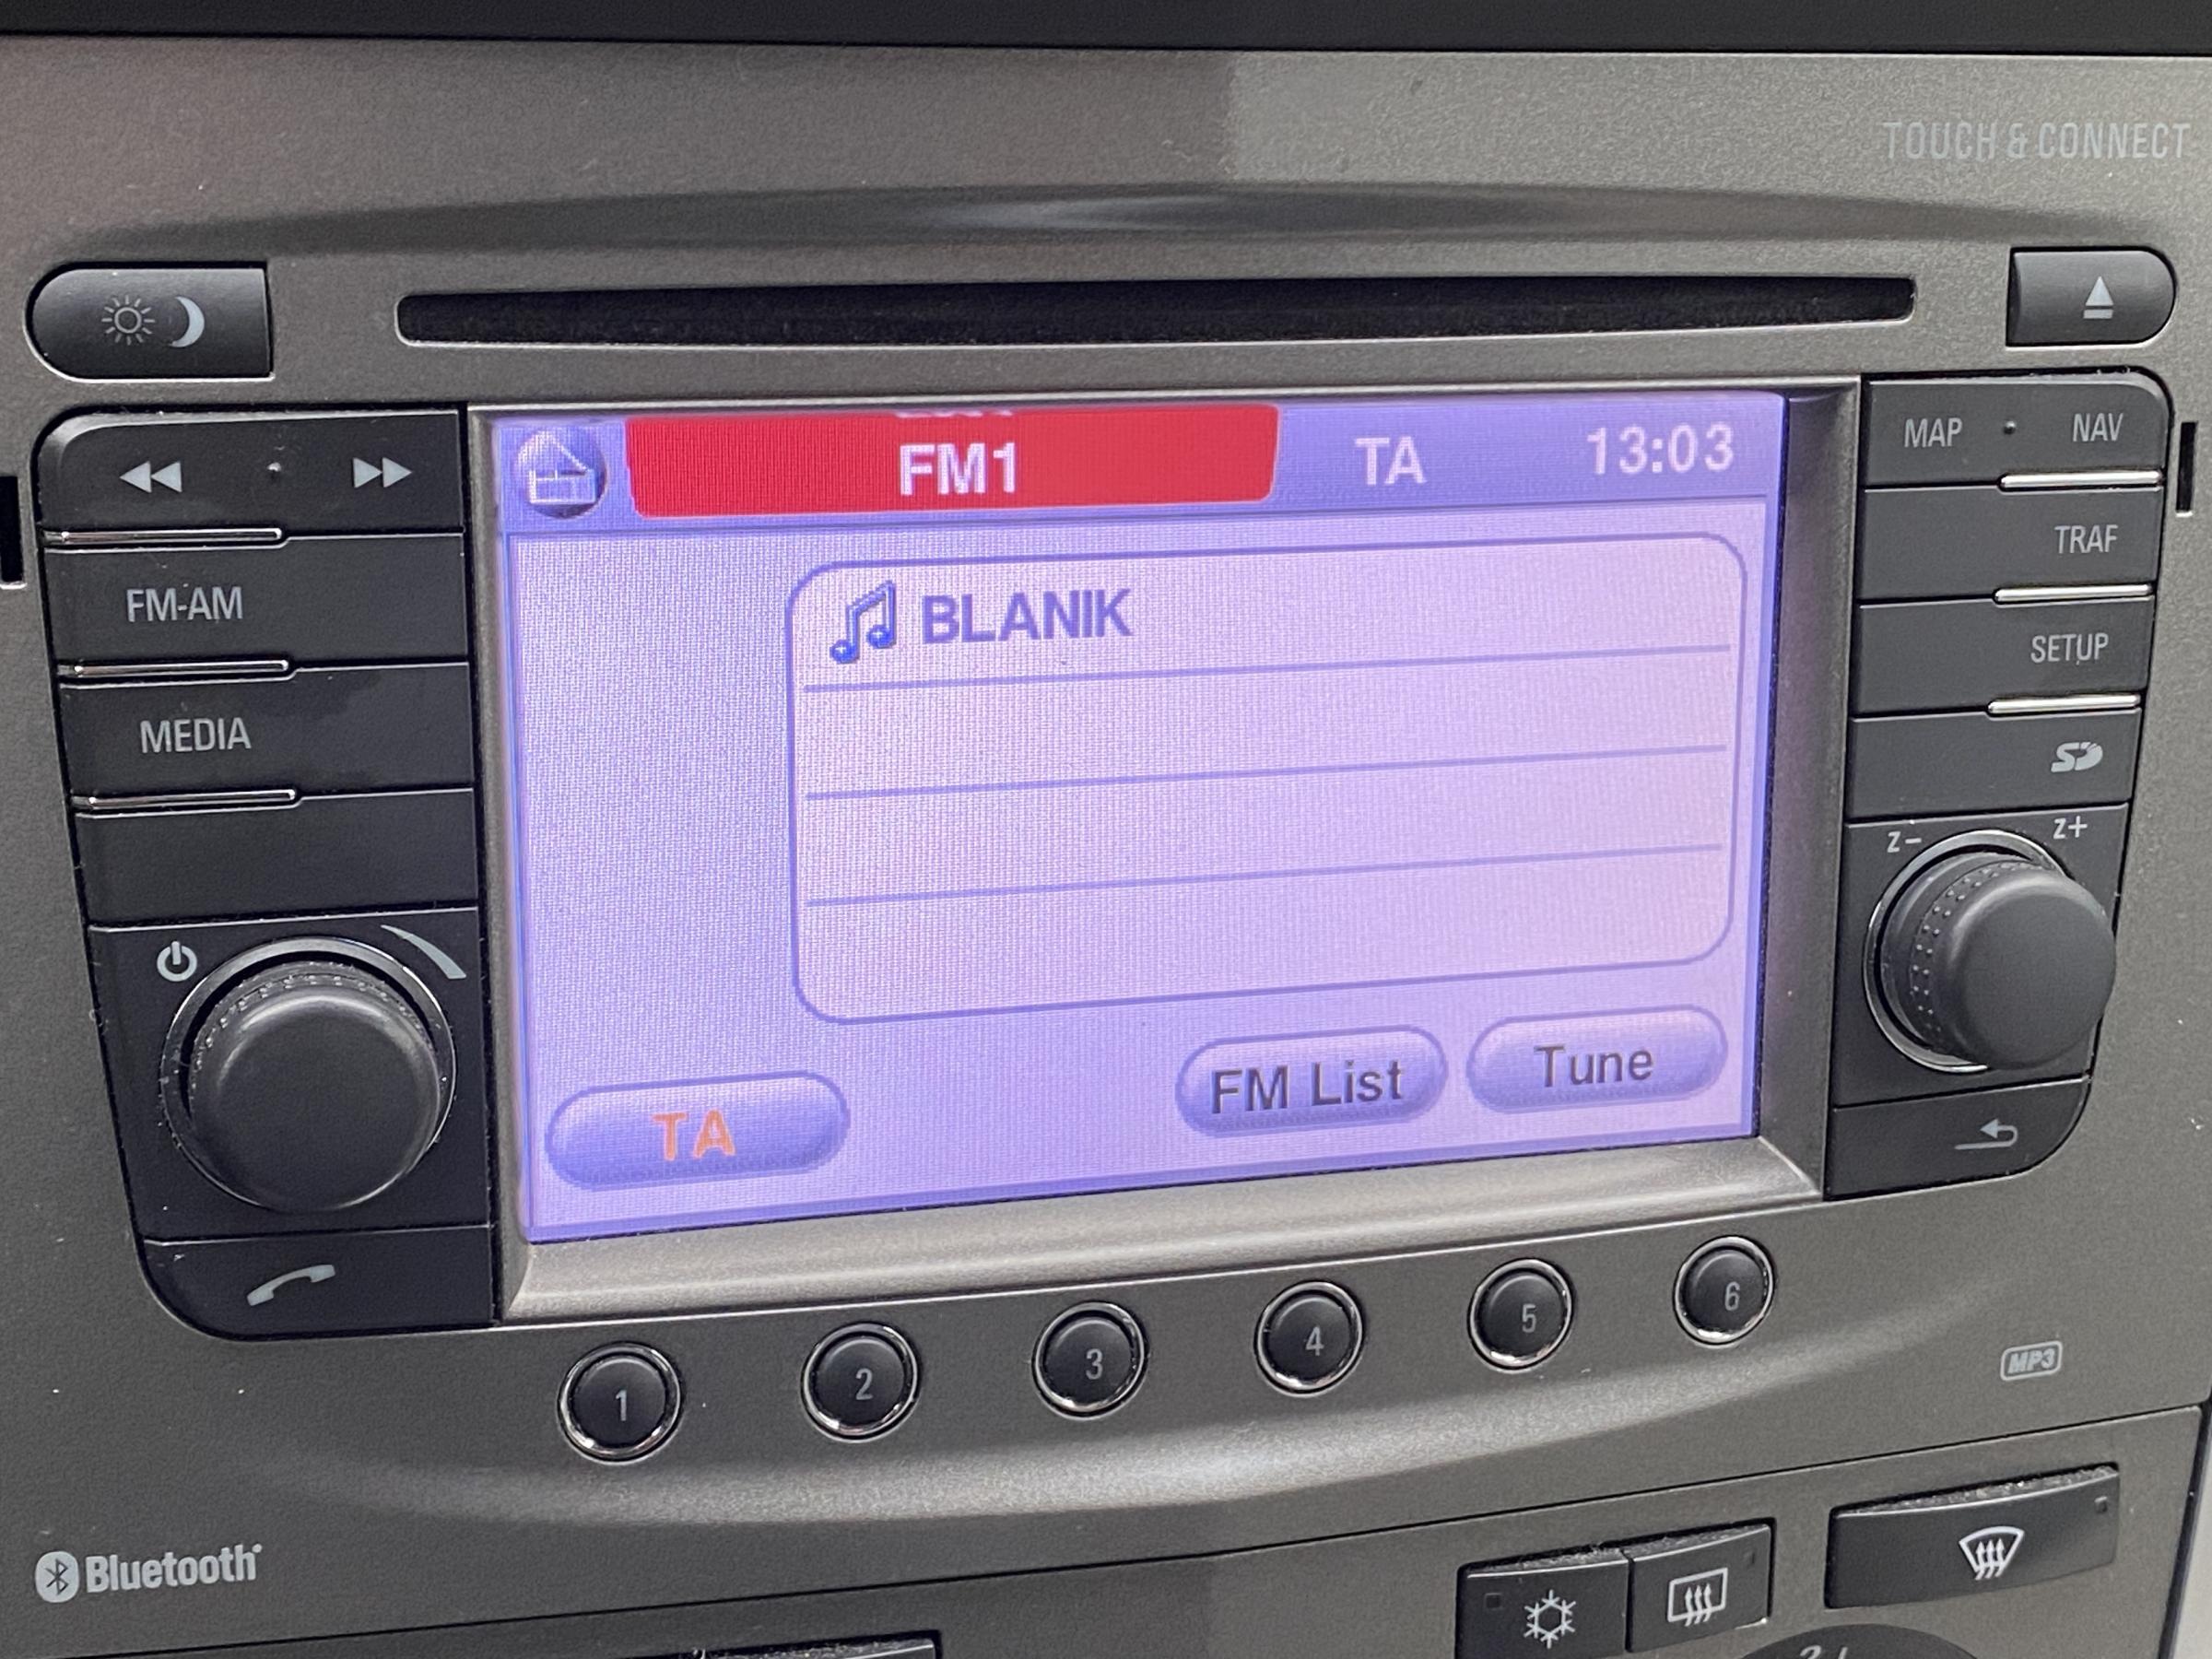 TOUCH & CONNECT
FM1
TA
13:03
MAP
NAV
FM-AM
TRAF
MEDIA
SETUP
BLANIK
SD
z-
z+
TA
FM List
Tune
1
2
3
4
5
6
MP3
Bluetooth